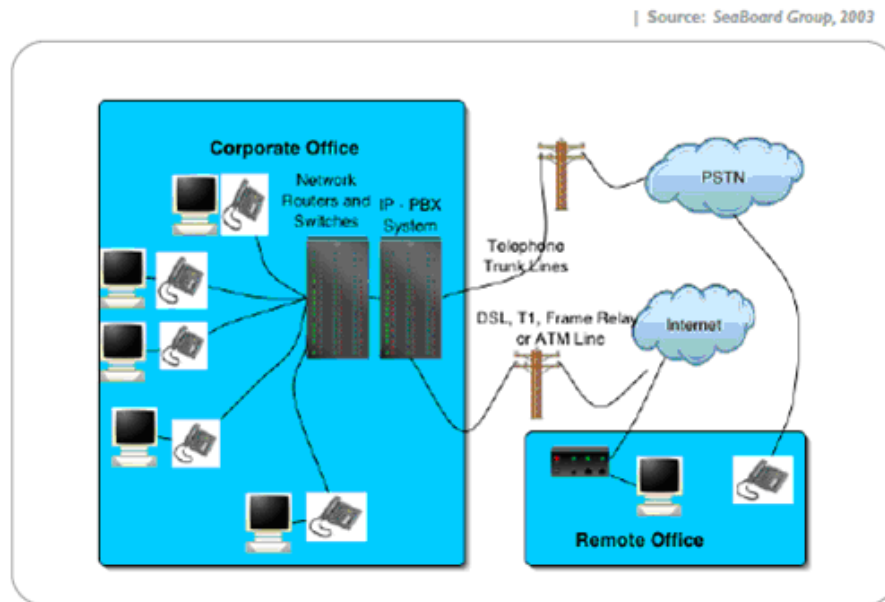 | Source: SeaBoard Group, 2003
Corporate Office
Network
Routers and
Switches
IP - PBX
System
Telephone
Trunk Lines
PSTN
DSL, T1, Frame Relay
or ATM Line
Internet
Remote Office